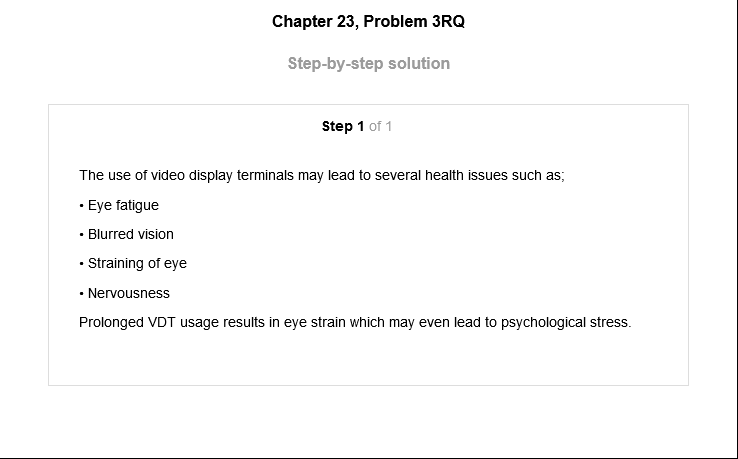 Chapter 23, Problem 3RQ
Step-by-step solution
Step 1 of 1
The use of video display terminals may lead to several health issues such as;
• Eye fatigue
• Blurred vision
• Straining of eye
• Nervousness
Prolonged VDT usage results in eye strain which may even lead to psychological stress.